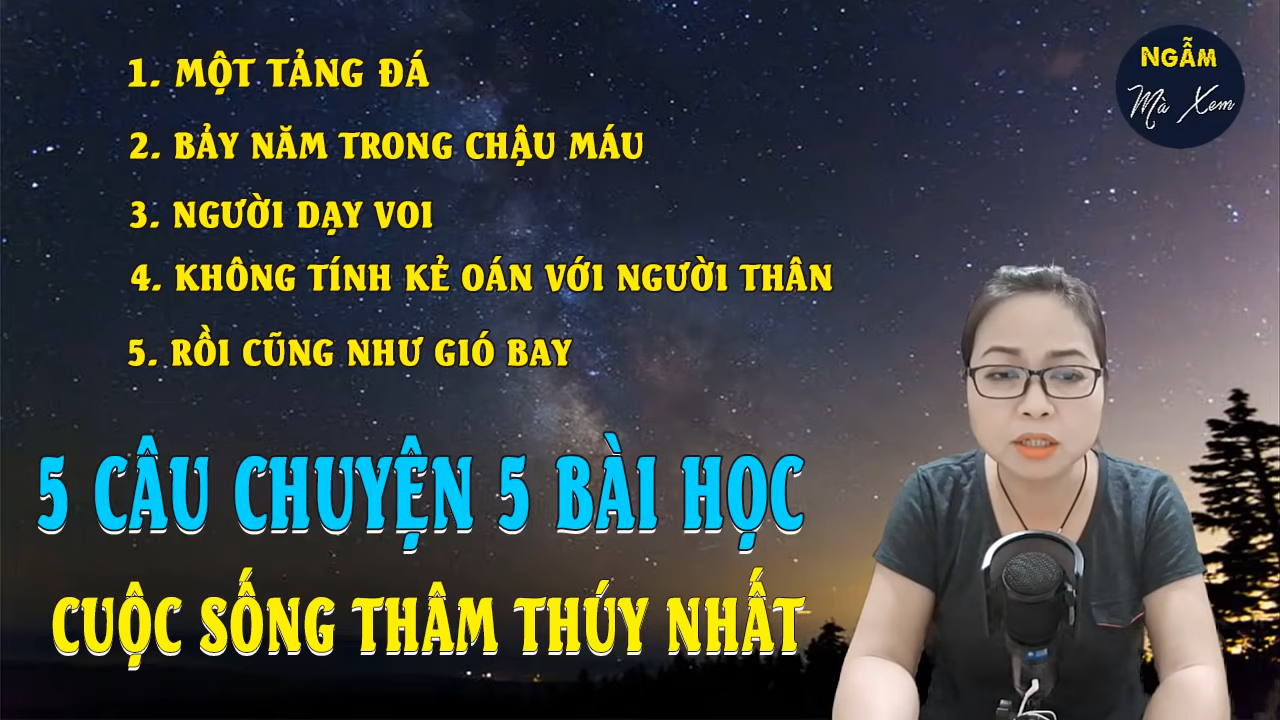 1. MỘT TẢNG ĐÁ
2. BẢY NĂM TRONG CHẬU MÁU
3. NGƯỜI DẠY VOI
4. KHÔNG TÍNH KẺ OÁN VỚI NGƯỜI THÂN
5. RỒI CŨNG NHƯ GIÓ BAY
5 CÂU CHUYỆN 5 BÀI HỌC
CUỘC SỐNG THÂM THÚY NHẤT
NGẪM
Mà Xem